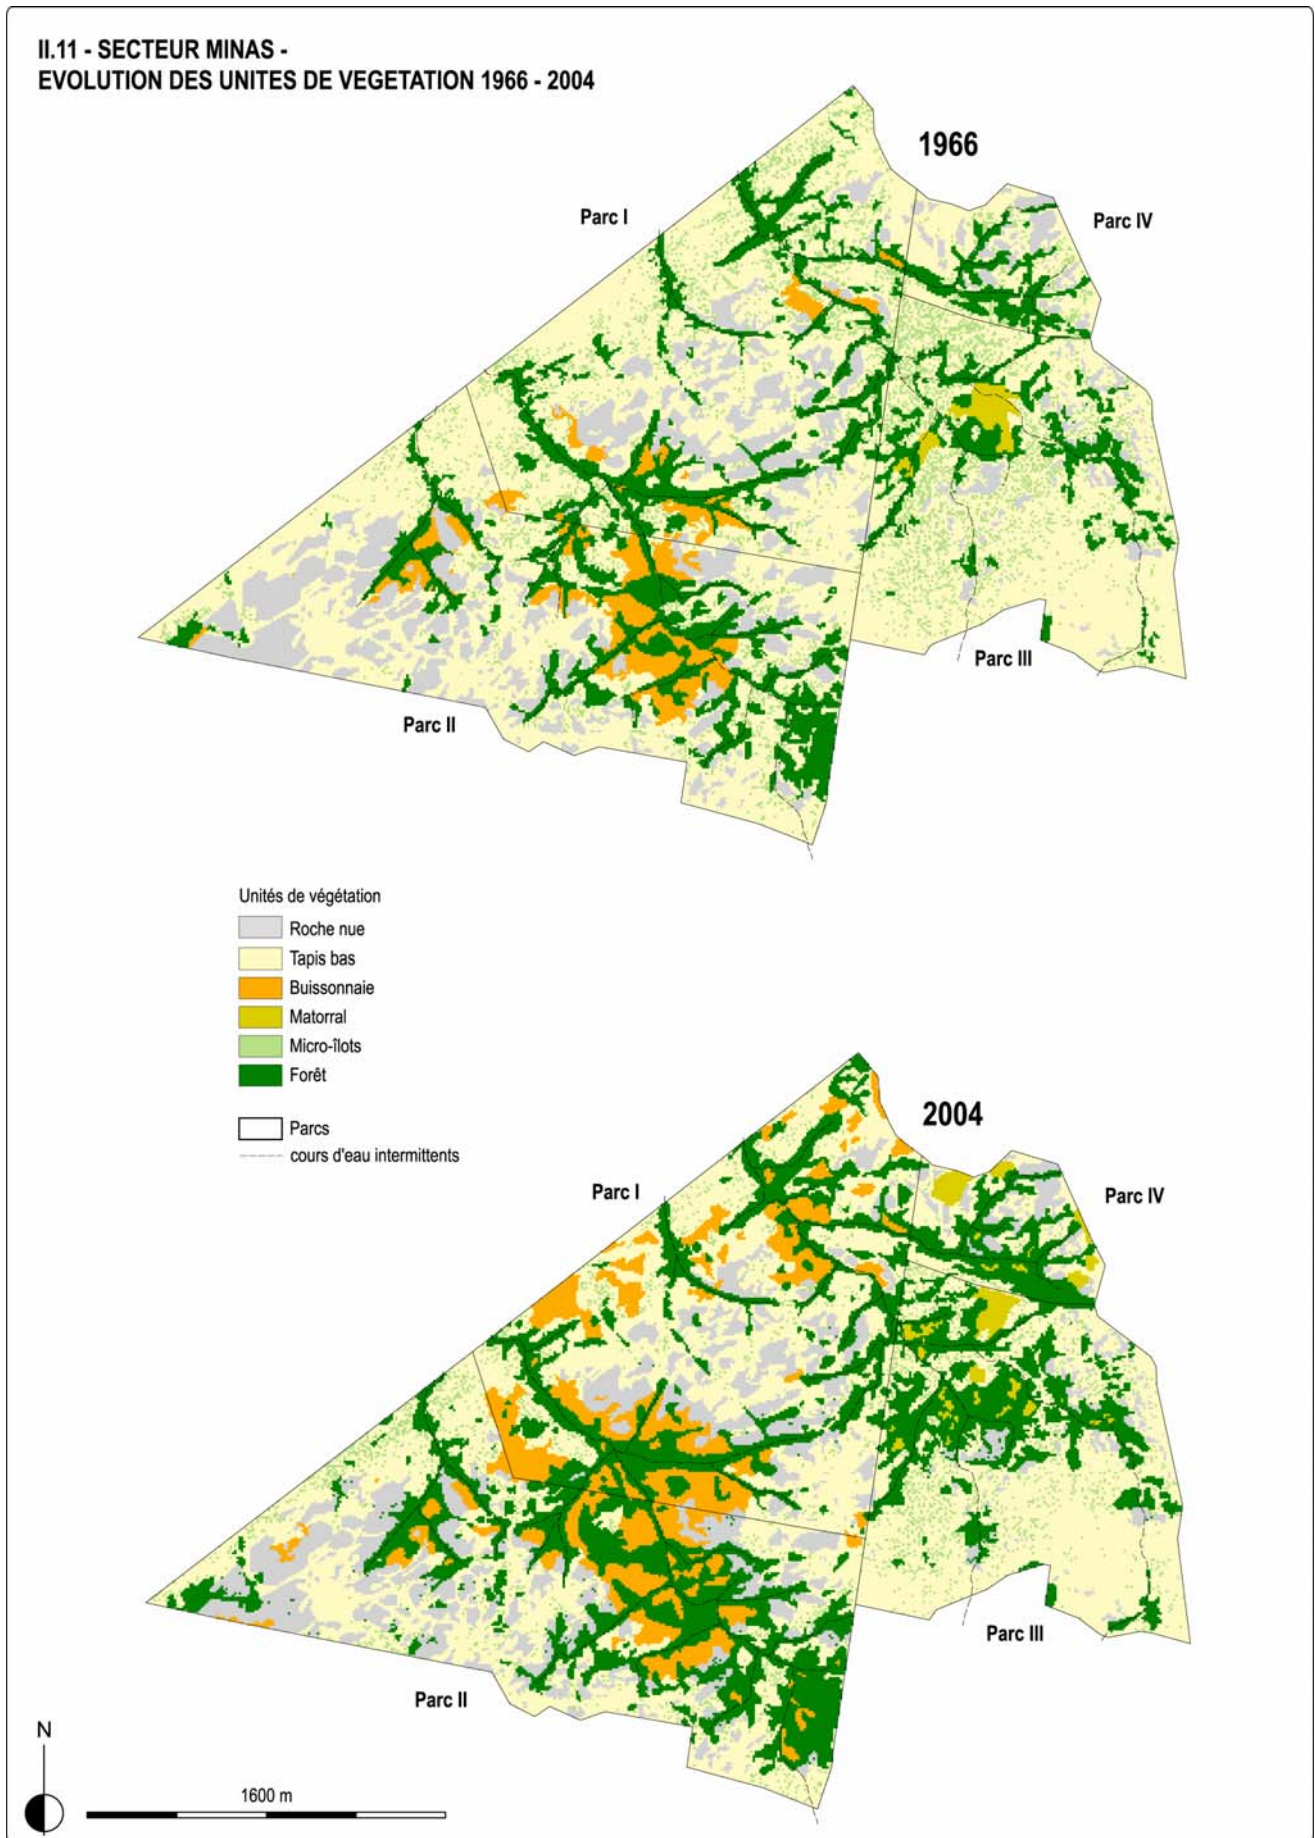 II.11 - SECTEUR MINAS -
EVOLUTION DES UNITES DE VEGETATION 1966 - 2004
1966
Parc I
Parc IV
Parc III
Parc II
Unités de végétation
Roche nue
Tapis bas
Buissonnaie
Matorral
Micro-îlots
Forêt
Parcs
cours d'eau intermittents
2004
Parc I
Parc IV
Parc III
Parc II
N
1600 m